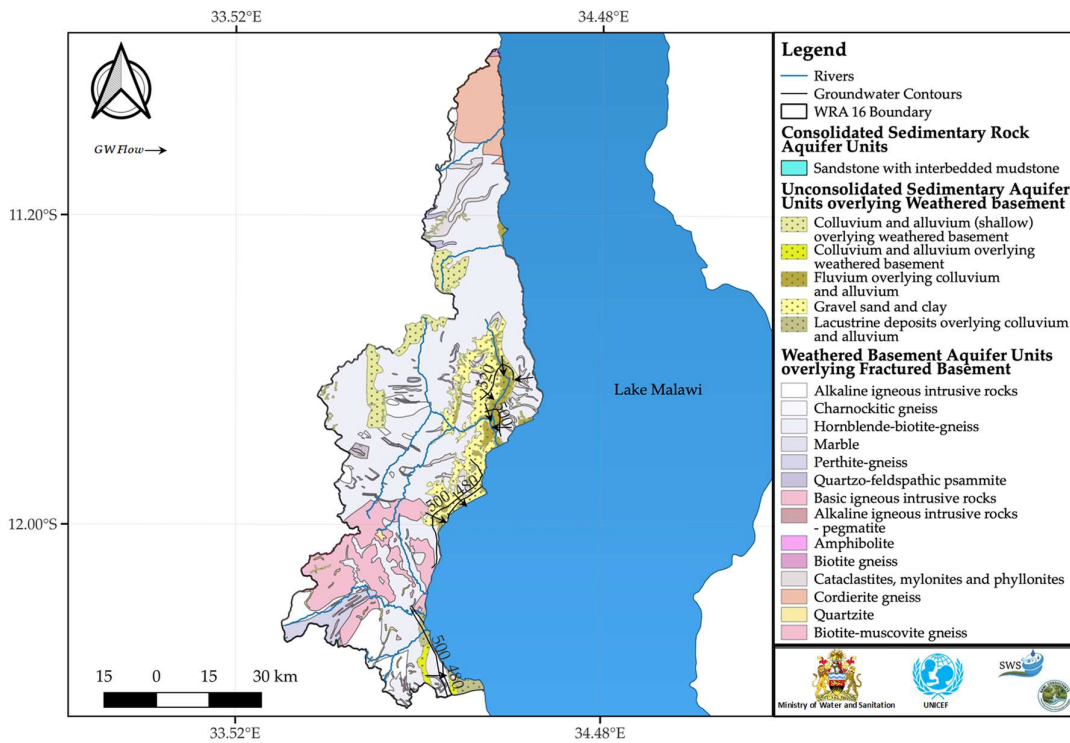 33.52°E
34.48°E
GW Flow
11.20°S
12.00°S
520
500
500
480
500
480
Lake Malawi
15 0 15 30 km
33.52°E
34.48°E
Legend
Rivers
Groundwater Contours
WRA 16 Boundary
Consolidated Sedimentary Rock
Aquifer Units
Sandstone with interbedded mudstone
Unconsolidated Sedimentary Aquifer
Units overlying Weathered basement
Colluvium and alluvium (shallow)
overlying weathered basement
Colluvium and alluvium overlying
weathered basement
Fluvium overlying colluvium
and alluvium
Gravel sand and clay
Lacustrine deposits overlying colluvium
and alluvium
Weathered Basement Aquifer Units
overlying Fractured Basement
Alkaline igneous intrusive rocks
Charnockitic gneiss
Hornblende-biotite-gneiss
Marble
Perthite-gneiss
Quartzo-feldspathic psammite
Basic igneous intrusive rocks
Alkaline igneous intrusive rocks
- pegmatite
Amphibolite
Biotite gneiss
Cataclastites, mylonites and phyllonites
Cordierite gneiss
Quartzite
Biotite-muscovite gneiss
Ministry of Water and Sanitation
UNICEF
SWS